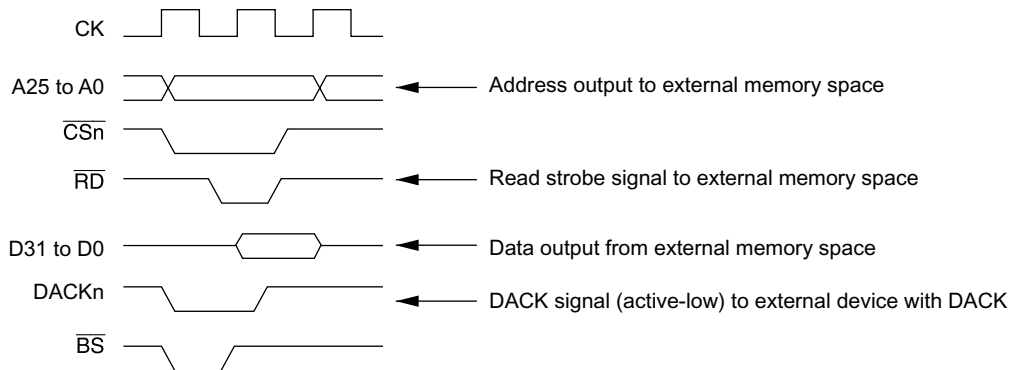 CK
A25 to A0 Address output to external memory space
CSn
RD Read strobe signal to external memory space
D31 to D0 Data output from external memory space
DACKn DACK signal (active-low) to external device with DACK
BS